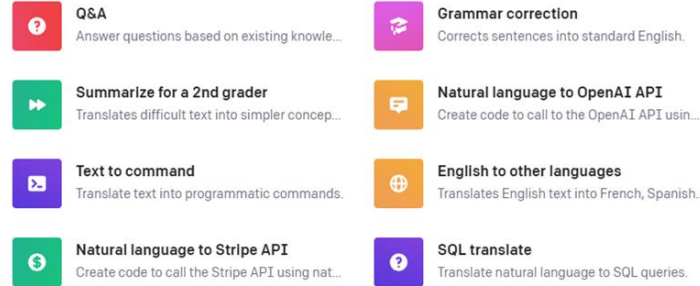 Q&A
Answer questions based on existing knowle...
Grammar correction
Corrects sentences into standard English.
Summarize for a 2nd grader
Translates difficult text into simpler concep...
Natural language to OpenAI API
Create code to call to the OpenAI API usin...
Text to command
Translate text into programmatic commands.
English to other languages
Translates English text into French, Spanish.
Natural language to Stripe API
Create code to call the Stripe API using nat...
SQL translate
Translate natural language to SQL queries.